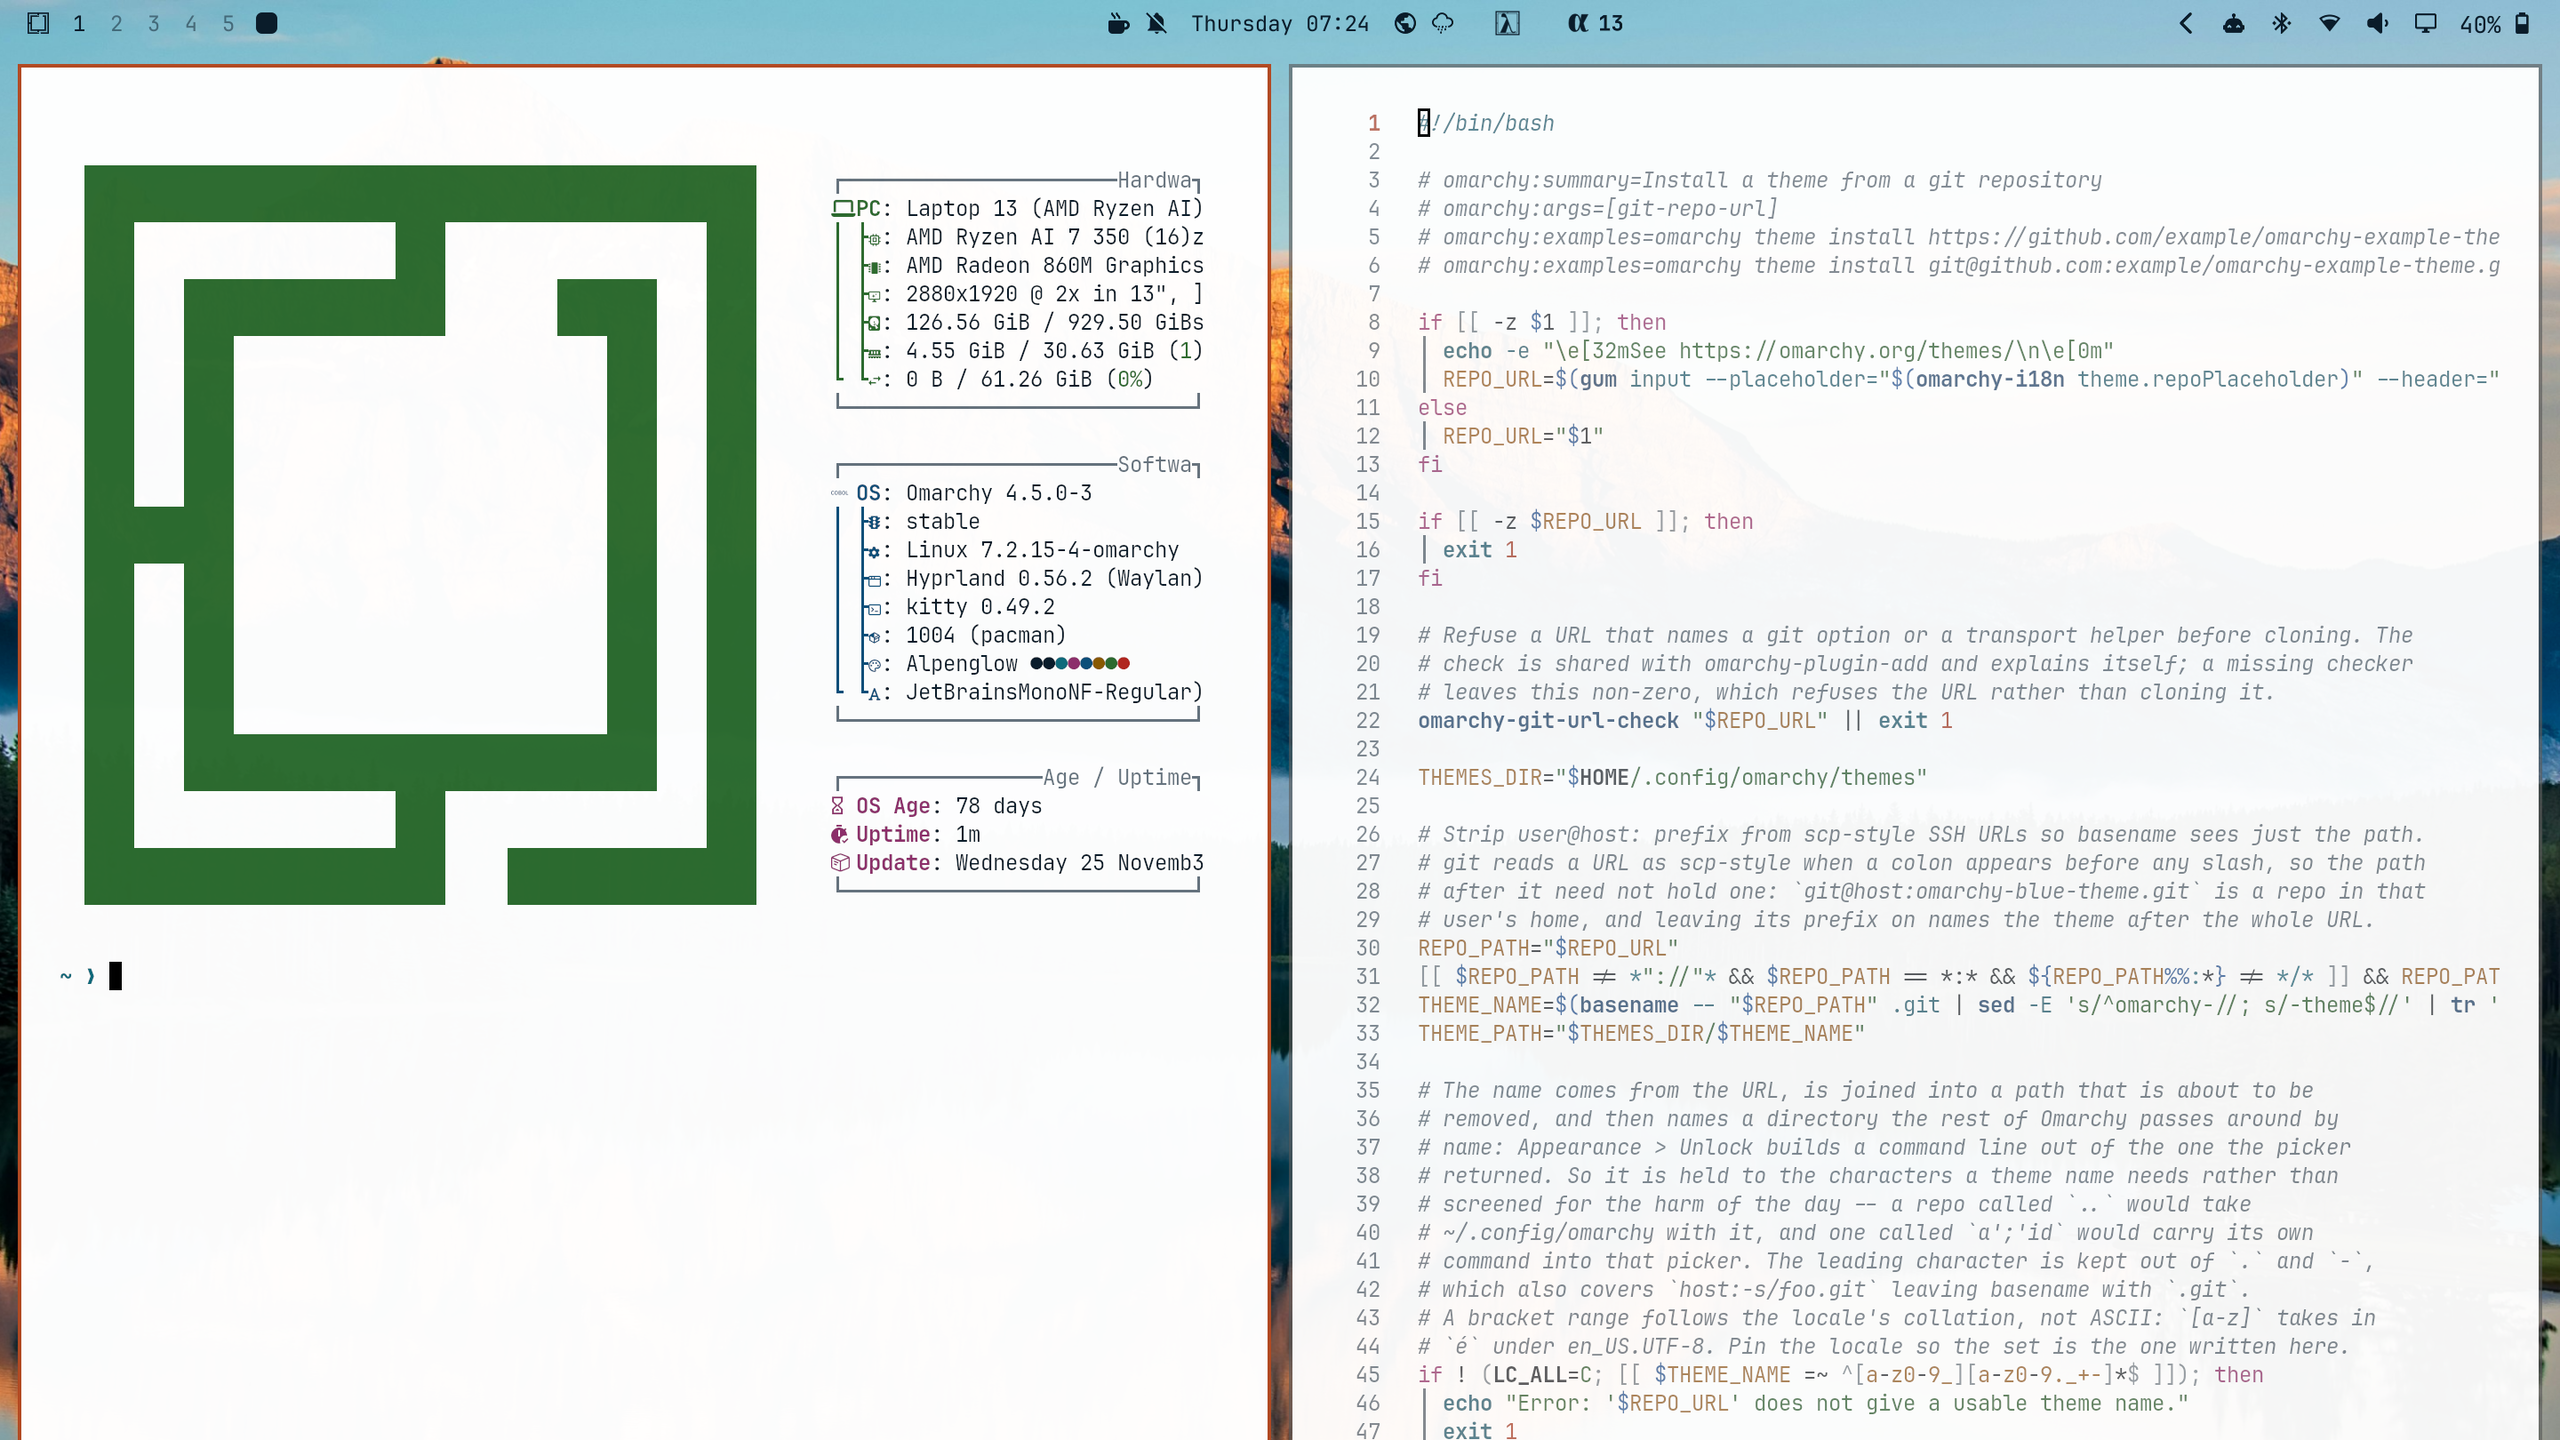 1 2 3 4 5
Thursday 07:24
λ
α 13
40%
Hardwa
PC: Laptop 13 (AMD Ryzen AI)
: AMD Ryzen AI 7 350 (16)z
: AMD Radeon 860M Graphics
: 2880x1920 @ 2x in 13", ]
: 126.56 GiB / 929.50 GiBs
: 4.55 GiB / 30.63 GiB (1)
: 0 B / 61.26 GiB (0%)
Softwa
COBOL OS: Omarchy 4.5.0-3
: stable
: Linux 7.2.15-4-omarchy
: Hyprland 0.56.2 (Waylan)
: kitty 0.49.2
: 1004 (pacman)
: Alpenglow
: JetBrainsMonoNF-Regular)
Age / Uptime
OS Age: 78 days
Uptime: 1m
Update: Wednesday 25 Novemb3
~ ❯
1 #!/bin/bash
2
3 # omarchy:summary=Install a theme from a git repository
4 # omarchy:args=[git-repo-url]
5 # omarchy:examples=omarchy theme install https://github.com/example/omarchy-example-the
6 # omarchy:examples=omarchy theme install git@github.com:example/omarchy-example-theme.g
7
8 if [[ -z $1 ]]; then
9 echo -e "\e[32mSee https://omarchy.org/themes/\n\e[0m"
10 REPO_URL=$(gum input --placeholder="$(omarchy-i18n theme.repoPlaceholder)" --header="
11 else
12 REPO_URL="$1"
13 fi
14
15 if [[ -z $REPO_URL ]]; then
16 exit 1
17 fi
18
19 # Refuse a URL that names a git option or a transport helper before cloning. The
20 # check is shared with omarchy-plugin-add and explains itself; a missing checker
21 # leaves this non-zero, which refuses the URL rather than cloning it.
22 omarchy-git-url-check "$REPO_URL" || exit 1
23
24 THEMES_DIR="$HOME/.config/omarchy/themes"
25
26 # Strip user@host: prefix from scp-style SSH URLs so basename sees just the path.
27 # git reads a URL as scp-style when a colon appears before any slash, so the path
28 # after it need not hold one: `git@host:omarchy-blue-theme.git` is a repo in that
29 # user's home, and leaving its prefix on names the theme after the whole URL.
30 REPO_PATH="$REPO_URL"
31 [[ $REPO_PATH != *"://"* && $REPO_PATH == *:* && ${REPO_PATH%%:*} != */* ]] && REPO_PAT
32 THEME_NAME=$(basename -- "$REPO_PATH" .git | sed -E 's/^omarchy-//; s/-theme$//' | tr '
33 THEME_PATH="$THEMES_DIR/$THEME_NAME"
34
35 # The name comes from the URL, is joined into a path that is about to be
36 # removed, and then names a directory the rest of Omarchy passes around by
37 # name: Appearance > Unlock builds a command line out of the one the picker
38 # returned. So it is held to the characters a theme name needs rather than
39 # screened for the harm of the day -- a repo called `..` would take
40 # ~/.config/omarchy with it, and one called `a';'id` would carry its own
41 # command into that picker. The leading character is kept out of `.` and `-`,
42 # which also covers `host:-s/foo.git` leaving basename with `.git`.
43 # A bracket range follows the locale's collation, not ASCII: `[a-z]` takes in
44 # `é` under en_US.UTF-8. Pin the locale so the set is the one written here.
45 if ! (LC_ALL=C; [[ $THEME_NAME =~ ^[a-z0-9_][a-z0-9._+-]*$ ]]); then
46 echo "Error: '$REPO_URL' does not give a usable theme name."
47 exit 1